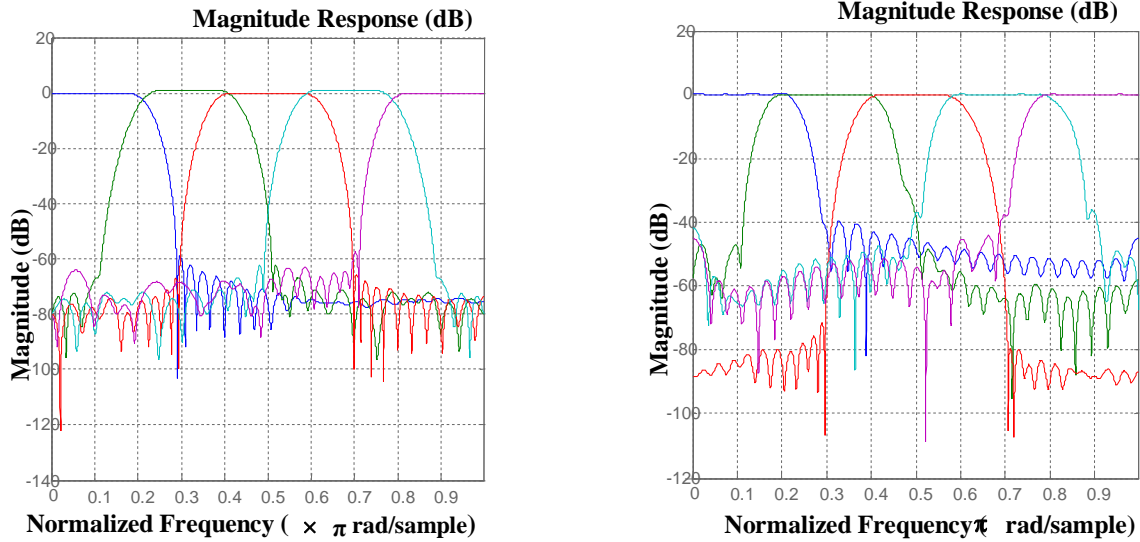 Magnitude Response (dB)
20
0
-20
-40
-60
-80
-100
-120
-140
Magnitude (dB)
0 0.1 0.2 0.3 0.4 0.5 0.6 0.7 0.8 0.9
Normalized Frequency ( × π rad/sample)
Magnitude Response (dB)
20
0
-20
-40
-60
-80
-100
-120
Magnitude (dB)
0 0.1 0.2 0.3 0.4 0.5 0.6 0.7 0.8 0.9
Normalized Frequency π rad/sample)